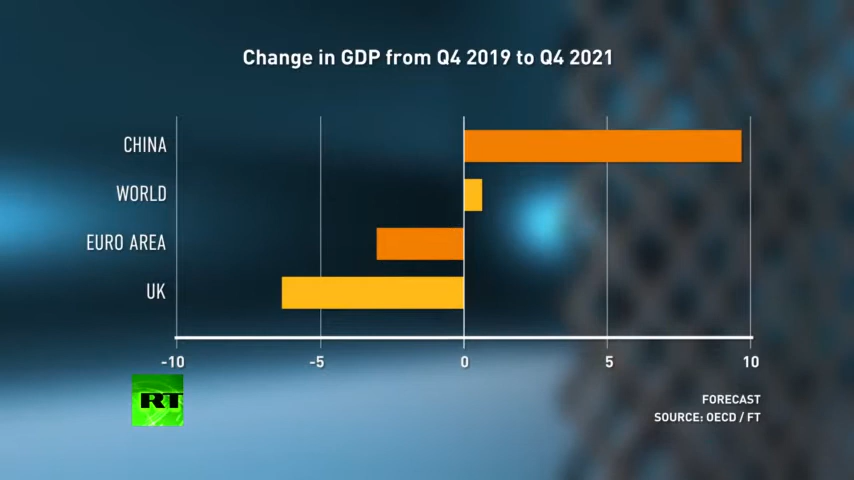 Change in GDP from Q4 2019 to Q4 2021
CHINA
WORLD
EURO AREA
UK
-10 -5 0 5 10
RT
FORECAST
SOURCE: OECD / FT